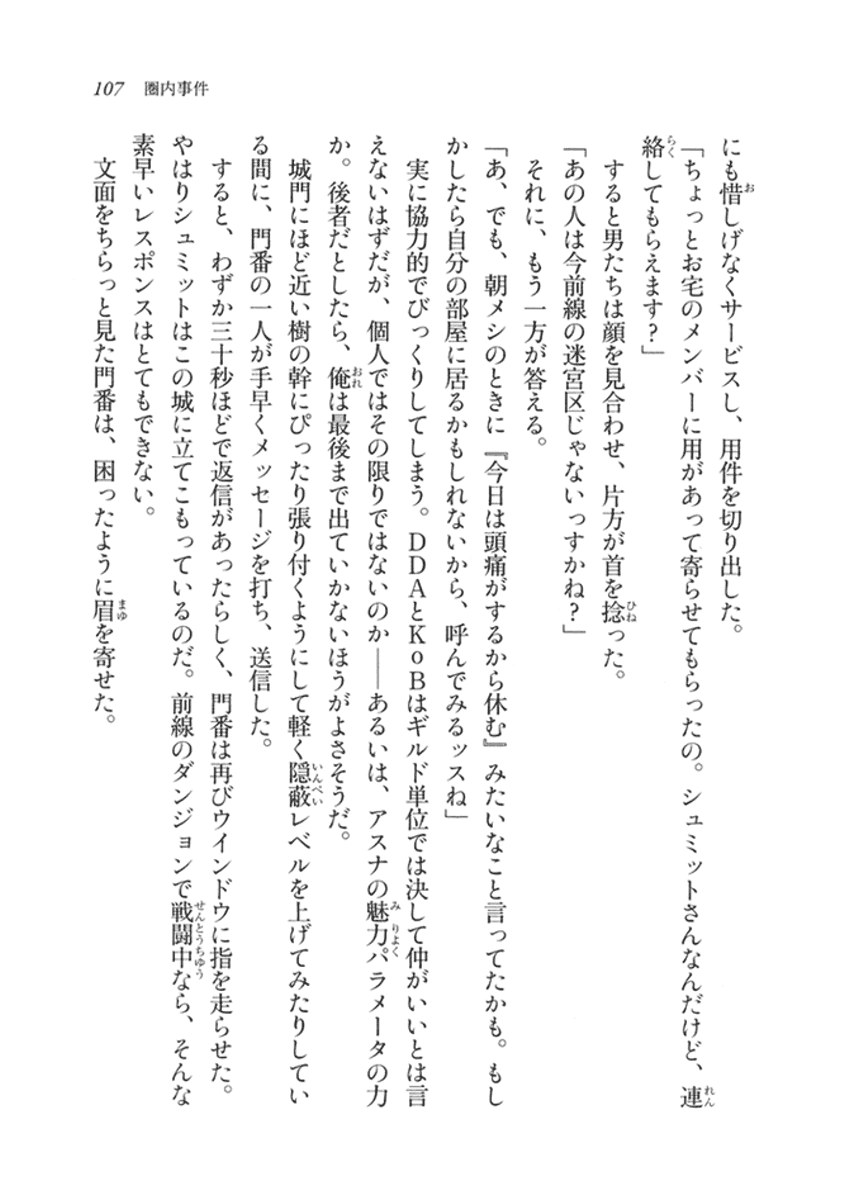 107 圏内事件
にも惜しげなくサービスし、用件を切り出した。
「ちょっとお宅のメンバーに用があって寄らせてもらったの。シュミットさんなんだけど、連
絡してもらえます？」
すると男たちは顔を見合わせ、片方が首を捻った。
「あの人は今前線の迷宮区じゃないっすかね？」
それに、もう一方が答える。
「あ、でも、朝メシのときに『今日は頭痛がするから休む』みたいなこと言ってたかも。もし
かしたら自分の部屋に居るかもしれないから、呼んでみるッスね」
実に協力的でびっくりしてしまう。ＤＤＡとＫｏＢはギルド単位では決して仲がいいとは言
えないはずだが、個人ではその限りではないのか――あるいは、アスナの魅力パラメータの力
か。後者だとしたら、俺は最後まで出ていかないほうがよさそうだ。
城門にほど近い樹の幹にぴったり張り付くようにして軽く隠蔽レベルを上げてみたりしてい
る間に、門番の一人が手早くメッセージを打ち、送信した。
すると、わずか三十秒ほどで返信があったらしく、門番は再びウインドウに指を走らせた。
やはりシュミットはこの城に立てこもっているのだ。前線のダンジョンで戦闘中なら、そんな
素早いレスポンスはとてもできない。
文面をちらっと見た門番は、困ったように眉を寄せた。